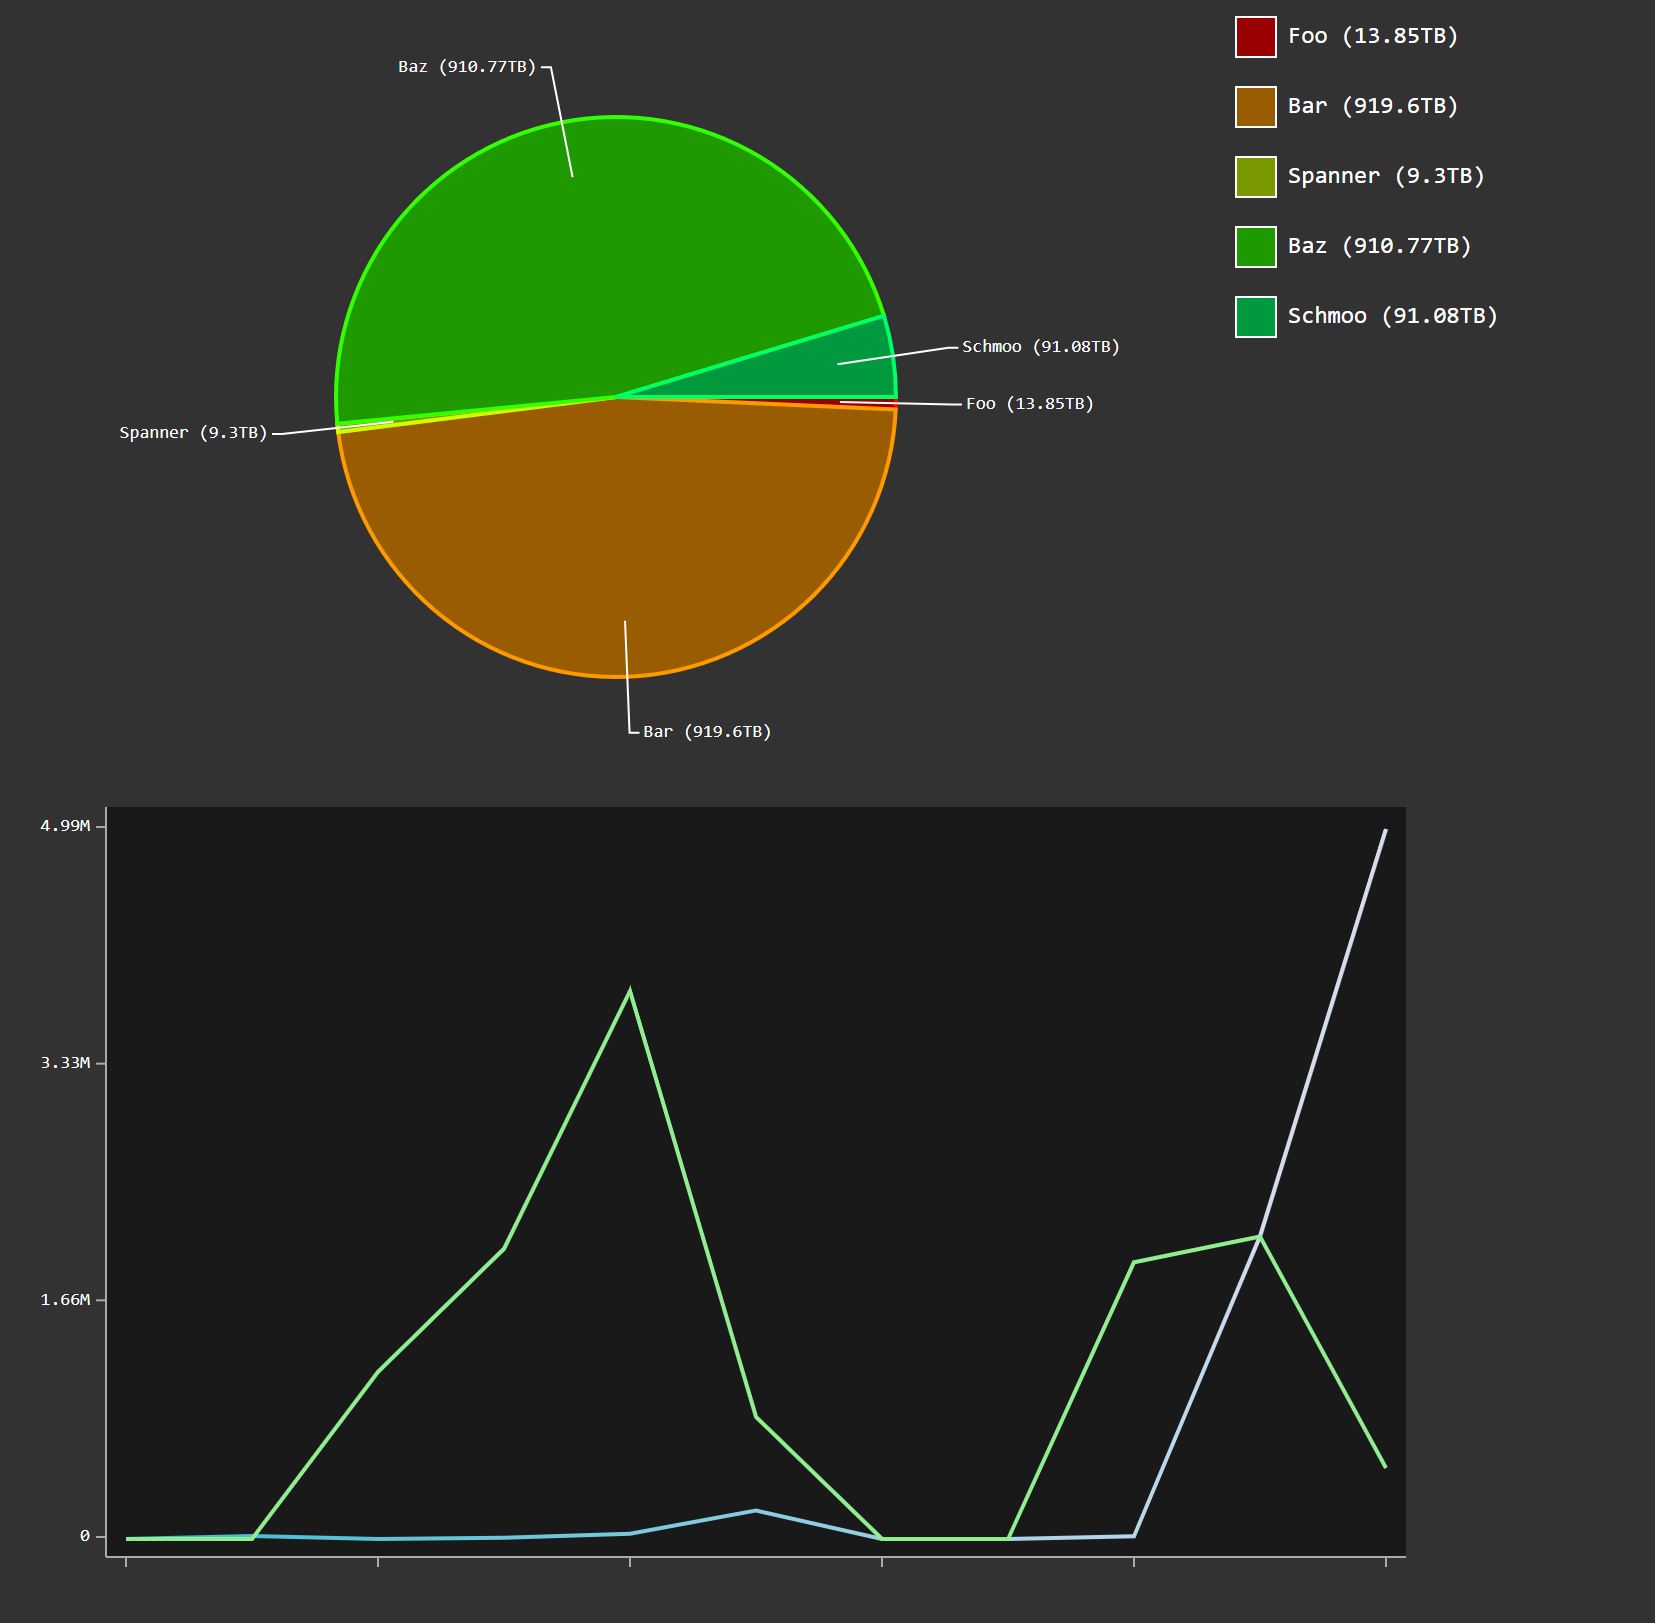 Baz (910.77TB)
Schmoo (91.08TB)
Foo (13.85TB)
Spanner (9.3TB)
Bar (919.6TB)
Foo (13.85TB)
Bar (919.6TB)
Spanner (9.3TB)
Baz (910.77TB)
Schmoo (91.08TB)
4.99M
3.33M
1.66M
0